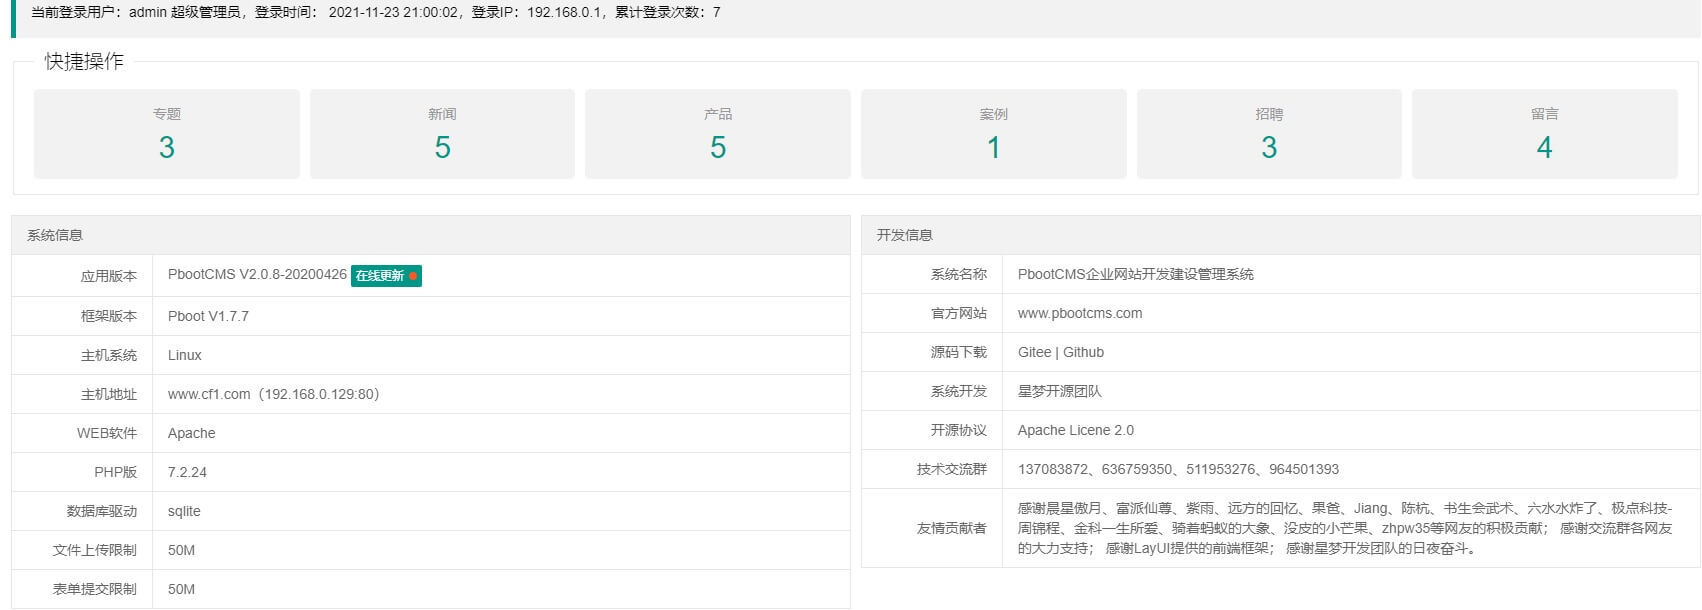 当前登录用户：admin 超级管理员，登录时间： 2021-11-23 21:00:02，登录IP：192.168.0.1，累计登录次数：7
快捷操作
专题 新闻 产品 案例 招聘 留言
3 5 5 1 3 4
系统信息
应用版本 PbootCMS V2.0.8-20200426 在线更新
框架版本 Pboot V1.7.7
主机系统 Linux
主机地址 www.cf1.com（192.168.0.129:80）
WEB软件 Apache
PHP版 7.2.24
数据库驱动 sqlite
文件上传限制 50M
表单提交限制 50M
开发信息
系统名称 PbootCMS企业网站开发建设管理系统
官方网站 www.pbootcms.com
源码下载 Gitee | Github
系统开发 星梦开源团队
开源协议 Apache Licene 2.0
技术交流群 137083872、636759350、511953276、964501393
友情贡献者 感谢晨星傲月、富派仙尊、紫雨、远方的回忆、果爸、Jiang、陈杭、书生会武术、六水水炸了、极点科技-
周锦程、金科一生所爱、骑着蚂蚁的大象、没皮的小芒果、zhpw35等网友的积极贡献； 感谢交流群各网友
的大力支持； 感谢LayUI提供的前端框架； 感谢星梦开发团队的日夜奋斗。